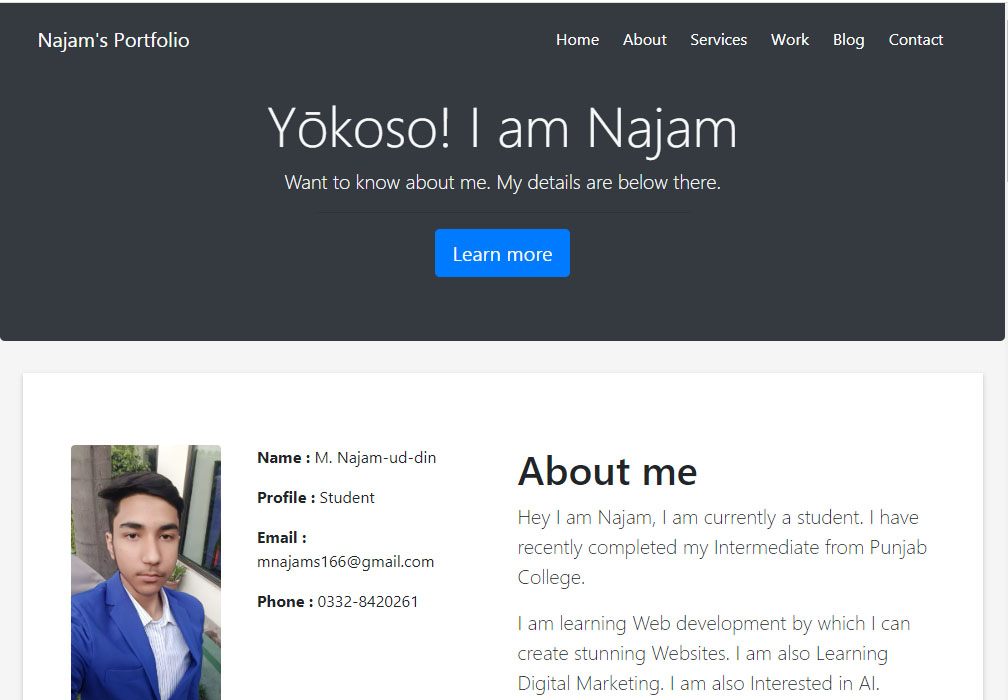 Najam's Portfolio
Home About Services Work Blog Contact
Yōkoso! I am Najam
Want to know about me. My details are below there.
Learn more
Name : M. Najam-ud-din
Profile : Student
Email :
mnajams166@gmail.com
Phone : 0332-8420261
About me
Hey I am Najam, I am currently a student. I have
recently completed my Intermediate from Punjab
College.
I am learning Web development by which I can
create stunning Websites. I am also Learning
Digital Marketing. I am also Interested in AI.